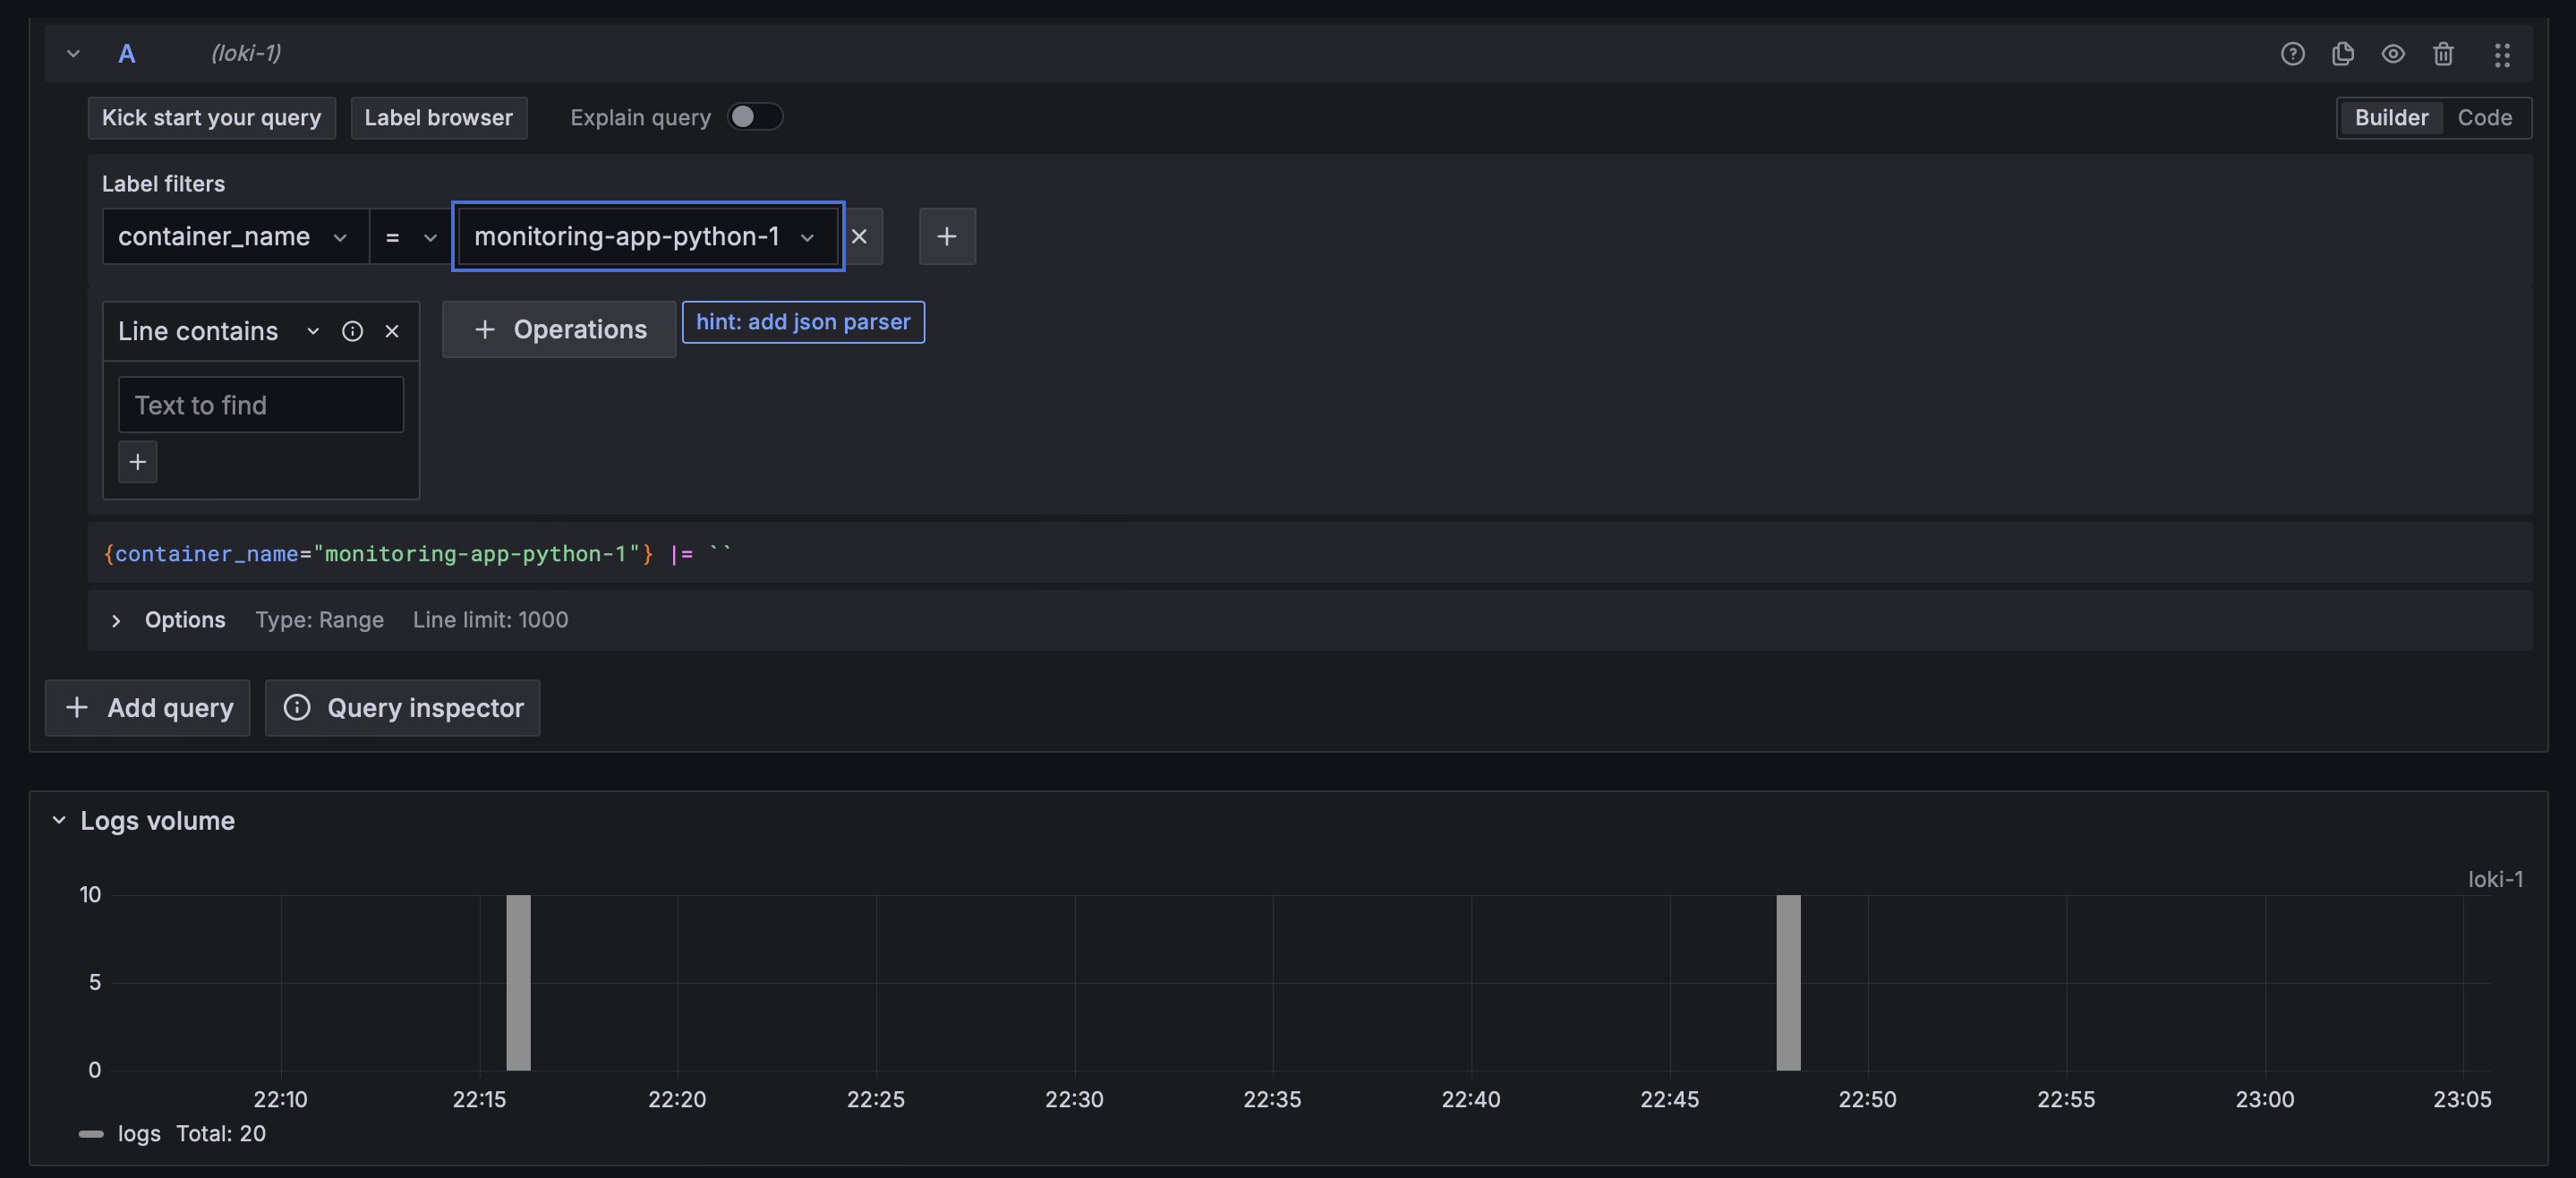 A (loki-1)
Kick start your query Label browser Explain query Builder Code
Label filters
container_name = monitoring-app-python-1
Line contains Operations hint: add json parser
Text to find
{container_name="monitoring-app-python-1"} |= ``
Options Type: Range Line limit: 1000
Add query Query inspector
Logs volume
loki-1
10
5
0
22:10 22:15 22:20 22:25 22:30 22:35 22:40 22:45 22:50 22:55 23:00 23:05
logs Total: 20